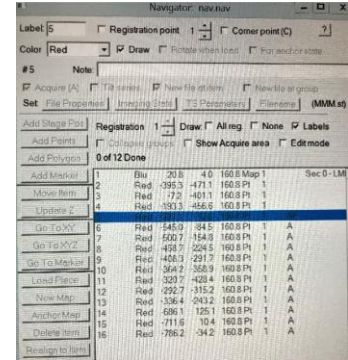 Navigator: nav.nav
Label: 5 Registration point 1 Corner point (C) ?
Color Red Draw Rotate when load For anchor state
# 5 Note:
Acquire (A) Tilt series New file at item New file at group
Set: File Properties Imaging State TS Parameters Filename (MMM.st)
Add Stage Pos Registration 1 Draw: All reg. None Labels
Add Points Collapse groups Show Acquire area Edit mode
Add Polygon 0 of 12 Done
Add Marker 1 Blu 20.8 4.0 160.8 Map 1 Sec 0 - LM
2 Red -395.3 -471.1 160.8 Pt 1
Move Item 3 Red -7.2 -401.1 160.8 Pt 1
Update Z 4 Red -193.3 -456.6 160.8 Pt 1
Go To XY 6 Red -545.0 -84.5 160.8 Pt 1 A
Go To XYZ 7 Red 500.7 -154.8 160.8 Pt 1 A
8 Red -458.7 -224.5 160.8 Pt 1 A
Go To Marker 9 Red -408.3 -291.7 160.8 Pt 1 A
10 Red 364.2 -358.9 160.8 Pt 1 A
Load Piece 11 Red 320.7 -428.4 160.8 Pt 1 A
New Map 12 Red -292.7 -315.2 160.8 Pt 1 A
13 Red -336.4 -243.2 160.8 Pt 1 A
Anchor Map 14 Red -686.1 125.1 160.8 Pt 1 A
Delete Item 15 Red -711.6 10.4 160.8 Pt 1 A
Realign to Item 16 Red -786.2 -34.2 160.8 Pt 1 A